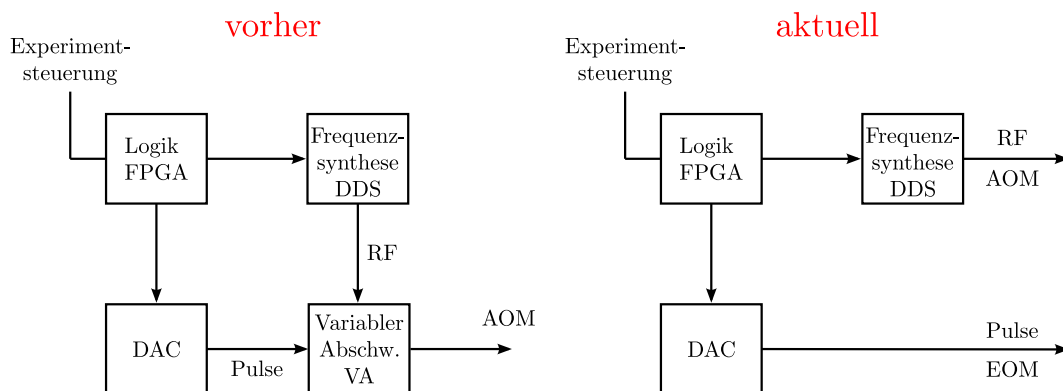 vorher
Experiment-
steuerung
Logik
FPGA
Frequenz-
synthese
DDS
RF
DAC
Pulse
Variabler
Abschw.
VA
AOM
aktuell
Experiment-
steuerung
Logik
FPGA
Frequenz-
synthese
DDS
RF
AOM
DAC
Pulse
EOM